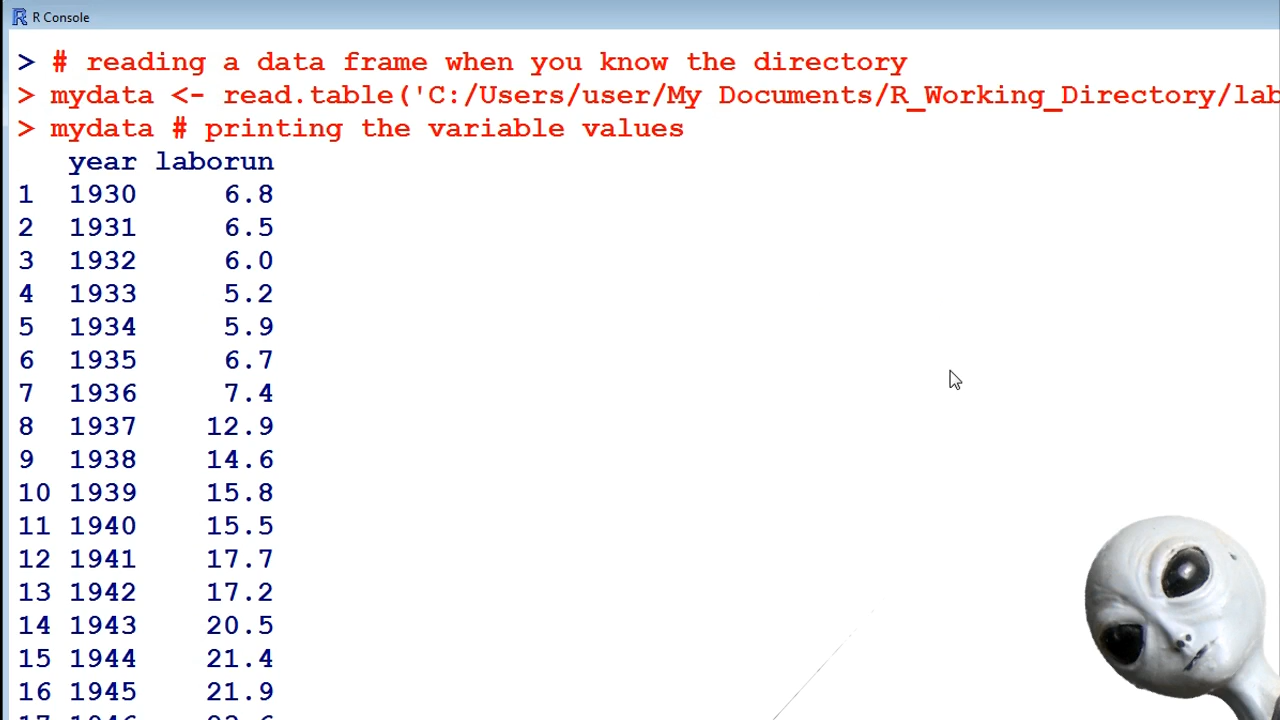 R Console
> # reading a data frame when you know the directory
> mydata <- read.table('C:/Users/user/My Documents/R_Working_Directory/lab
> mydata # printing the variable values
year laborun
1 1930 6.8
2 1931 6.5
3 1932 6.0
4 1933 5.2
5 1934 5.9
6 1935 6.7
7 1936 7.4
8 1937 12.9
9 1938 14.6
10 1939 15.8
11 1940 15.5
12 1941 17.7
13 1942 17.2
14 1943 20.5
15 1944 21.4
16 1945 21.9